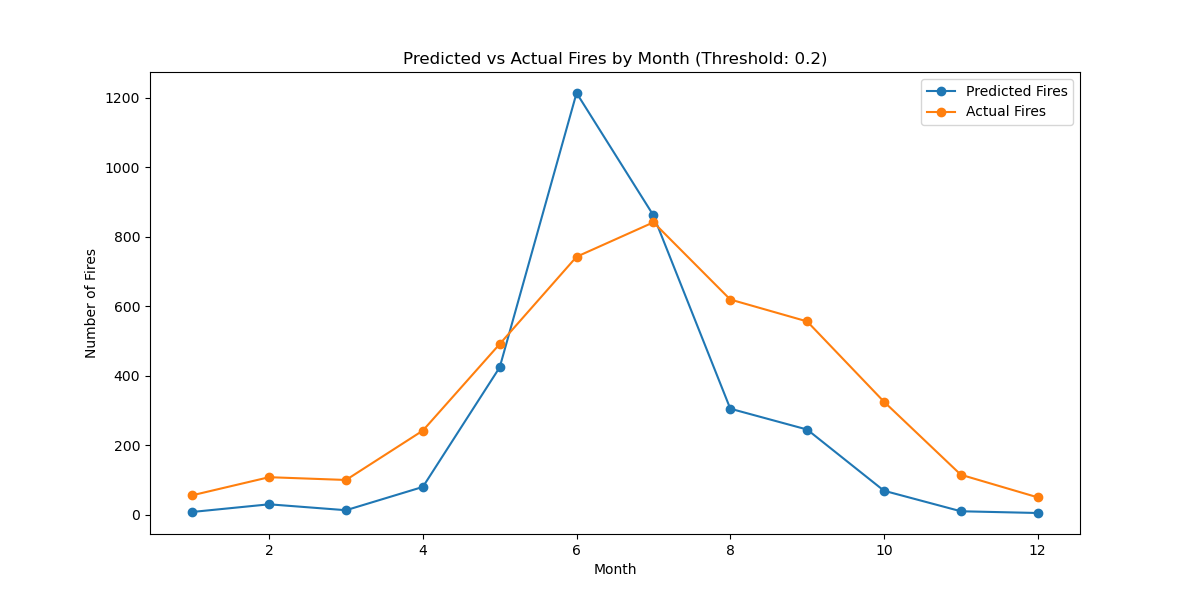 Predicted vs Actual Fires by Month (Threshold: 0.2)
Predicted Fires
Actual Fires
Number of Fires
1200
1000
800
600
400
200
0
2 4 6 8 10 12
Month